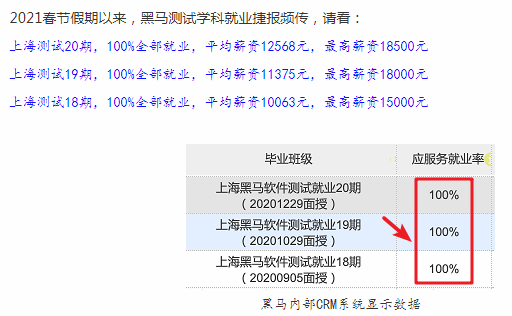 2021春节假期以来，黑马测试学科就业捷报频传，请看：
上海测试20期，100%全部就业，平均薪资12568元，最高薪资18500元
上海测试19期，100%全部就业，平均薪资11375元，最高薪资18000元
上海测试18期，100%全部就业，平均薪资10063元，最高薪资15000元
毕业班级 应服务就业率
上海黑马软件测试就业20期
（20201229面授） 100%
上海黑马软件测试就业19期
（20201029面授） 100%
上海黑马软件测试就业18期
（20200905面授） 100%
黑马内部CRM系统显示数据